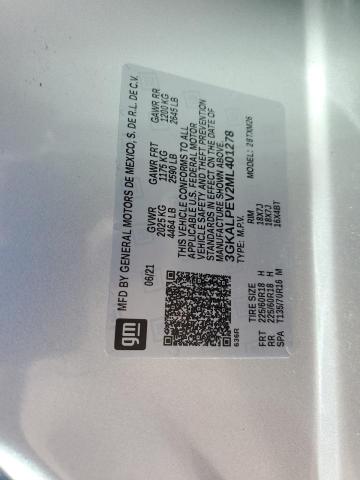 MFD BY GENERAL MOTORS DE MEXICO, S. DE R.L. DE C.V.
06/21 GVWR GAWR FRT GAWR RR
2025 KG 1175 KG 1200 KG
4464 LB 2590 LB 2645 LB
THIS VEHICLE CONFORMS TO ALL
APPLICABLE U.S. FEDERAL MOTOR
VEHICLE SAFETY AND THEFT PREVENTION
STANDARDS IN EFFECT ON THE DATE OF
MANUFACTURE SHOWN ABOVE.
3GKALPEV2ML401278
TYPE: M.P.V. MODEL: 28TXM26
gm
636R
TIRE SIZE RIM
FRT 225/60R18 H 18X7J
RR 225/60R18 H 18X7J
SPA T135/70R16 M 16X4BT